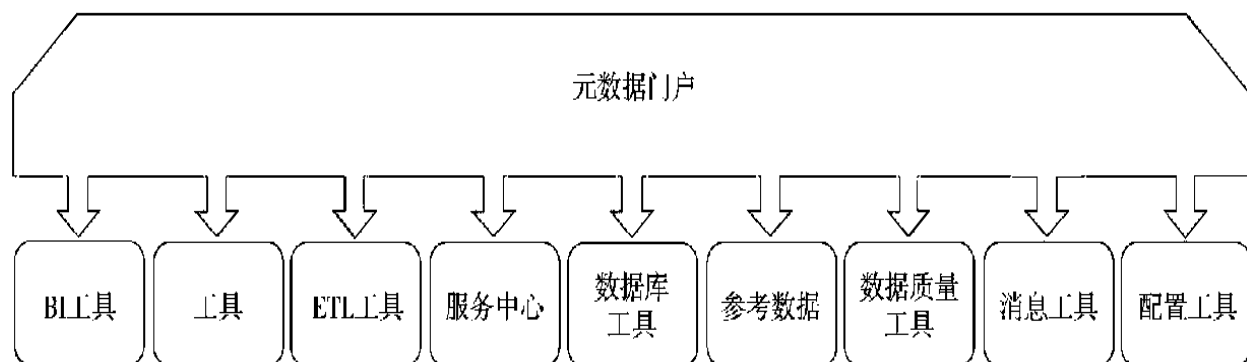 元数据门户
BI工具
工具
ETL工具
服务中心
数据库
工具
参考数据
数据质量
工具
消息工具
配置工具